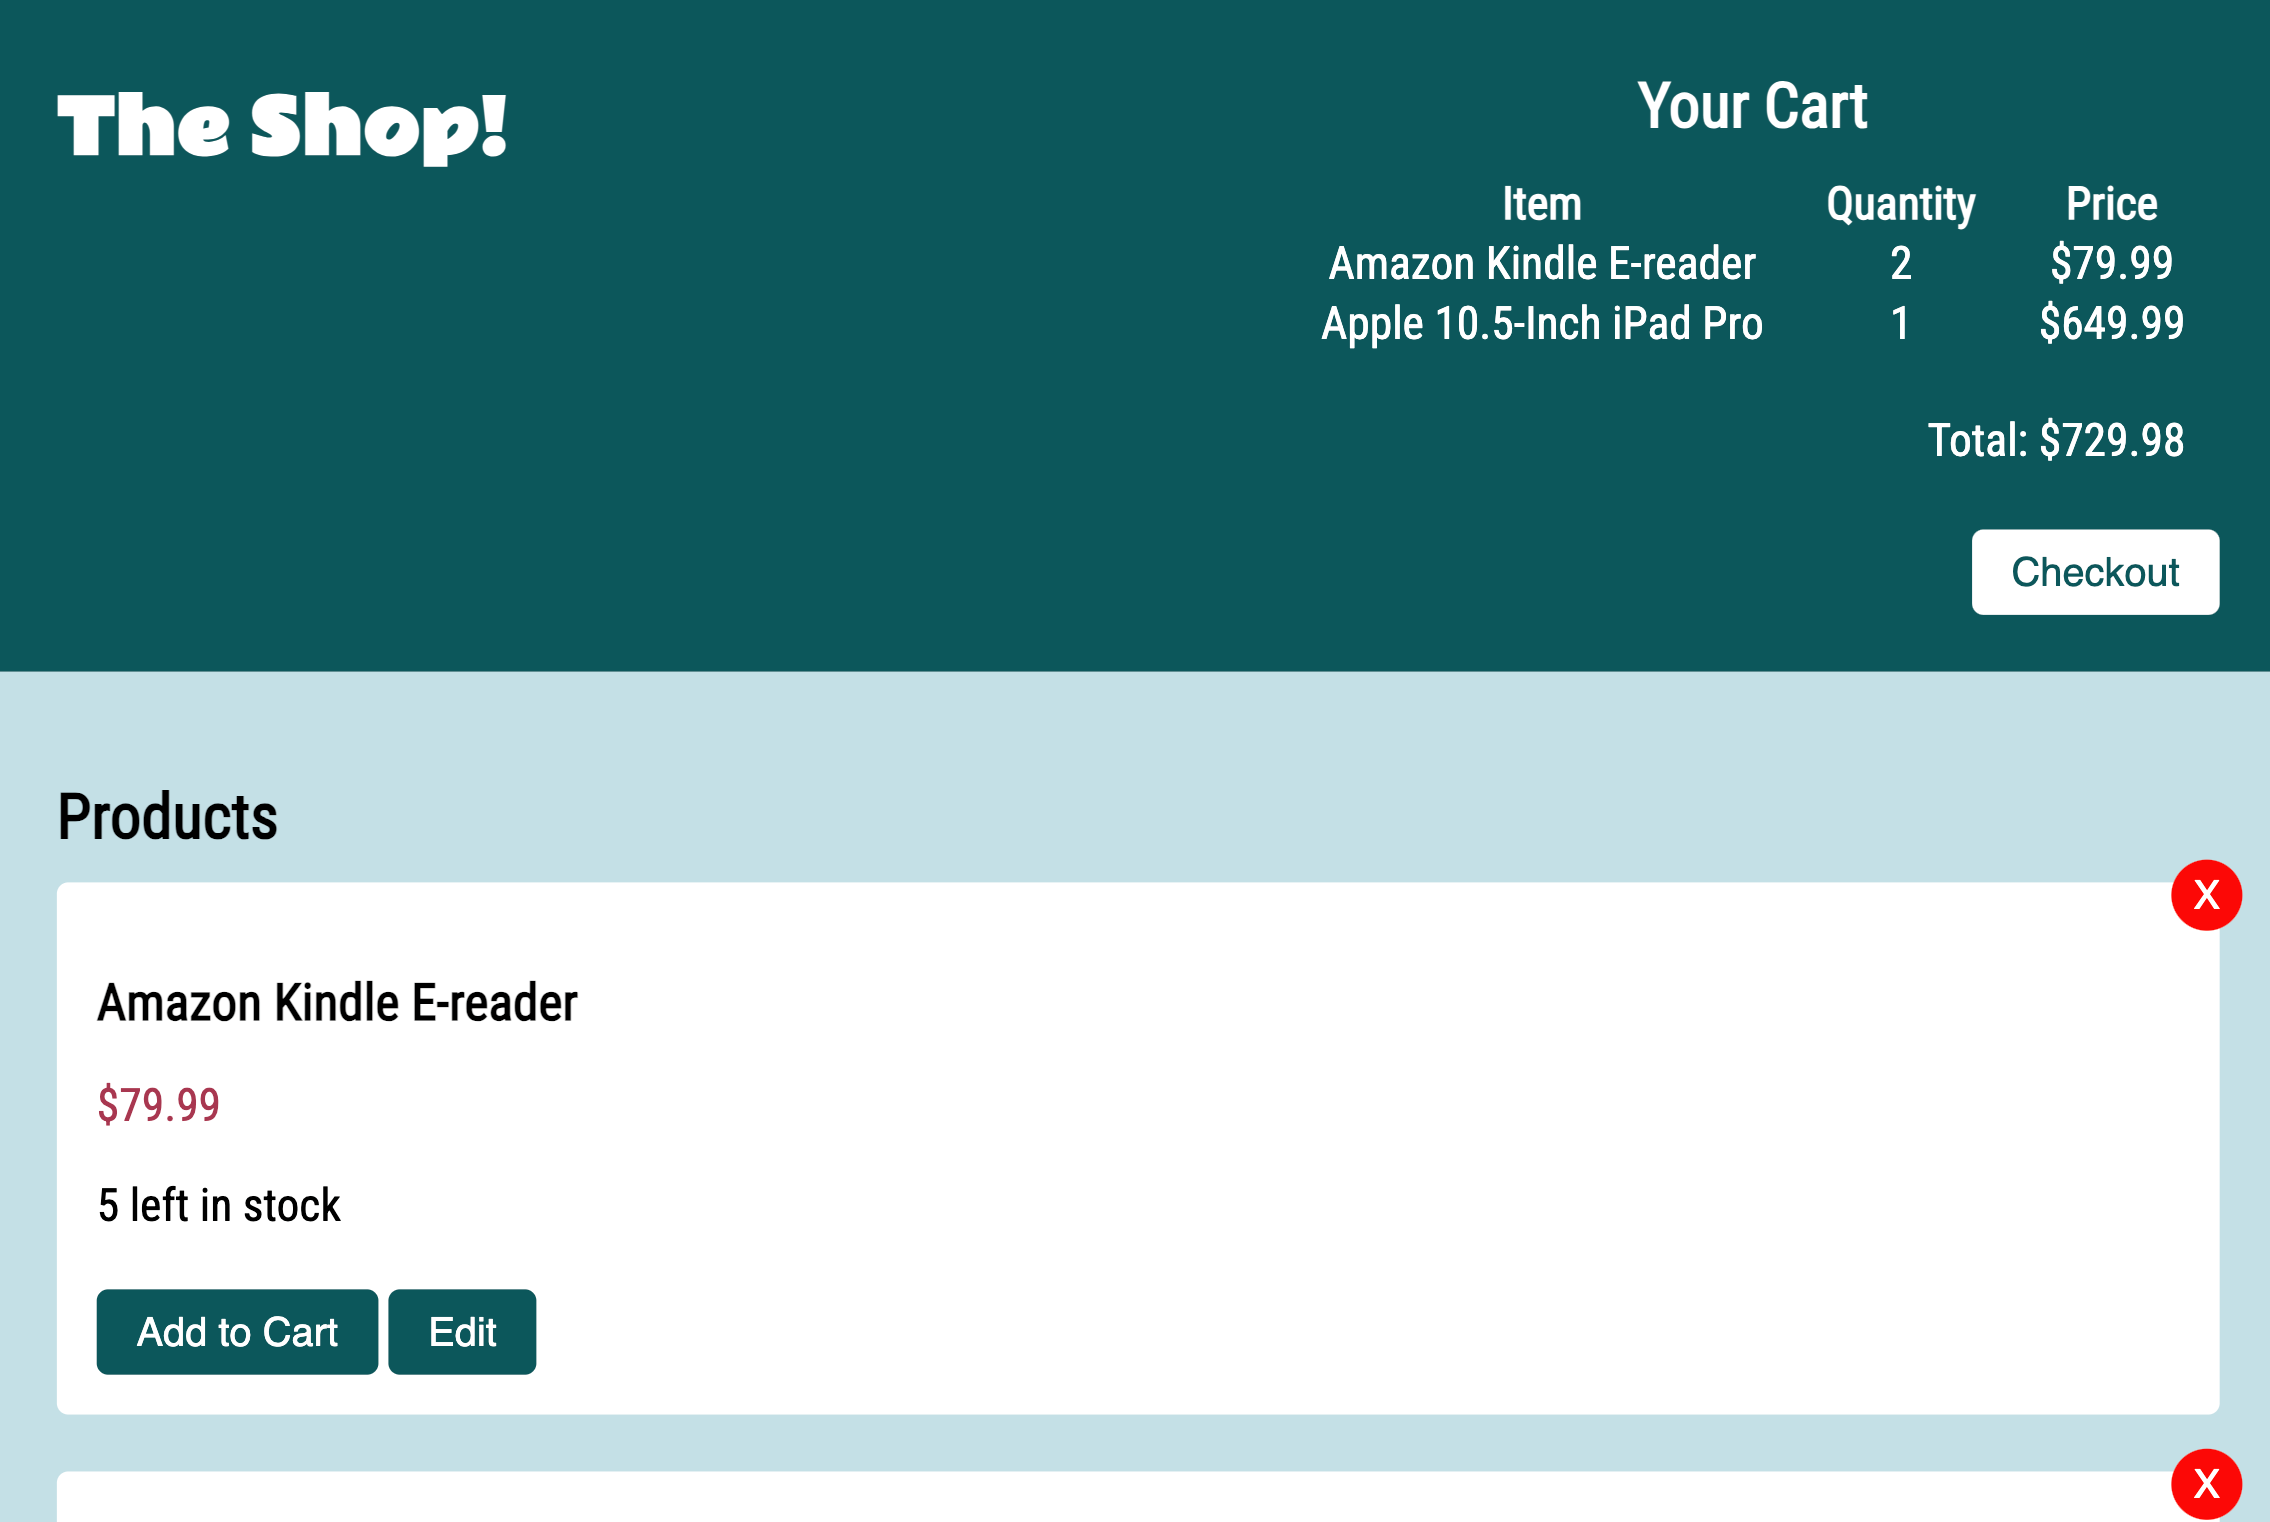 The Shop!
Your Cart
Item Quantity Price
Amazon Kindle E-reader 2 $79.99
Apple 10.5-Inch iPad Pro 1 $649.99
Total: $729.98
Checkout
Products
X
Amazon Kindle E-reader
$79.99
5 left in stock
Add to Cart Edit
X